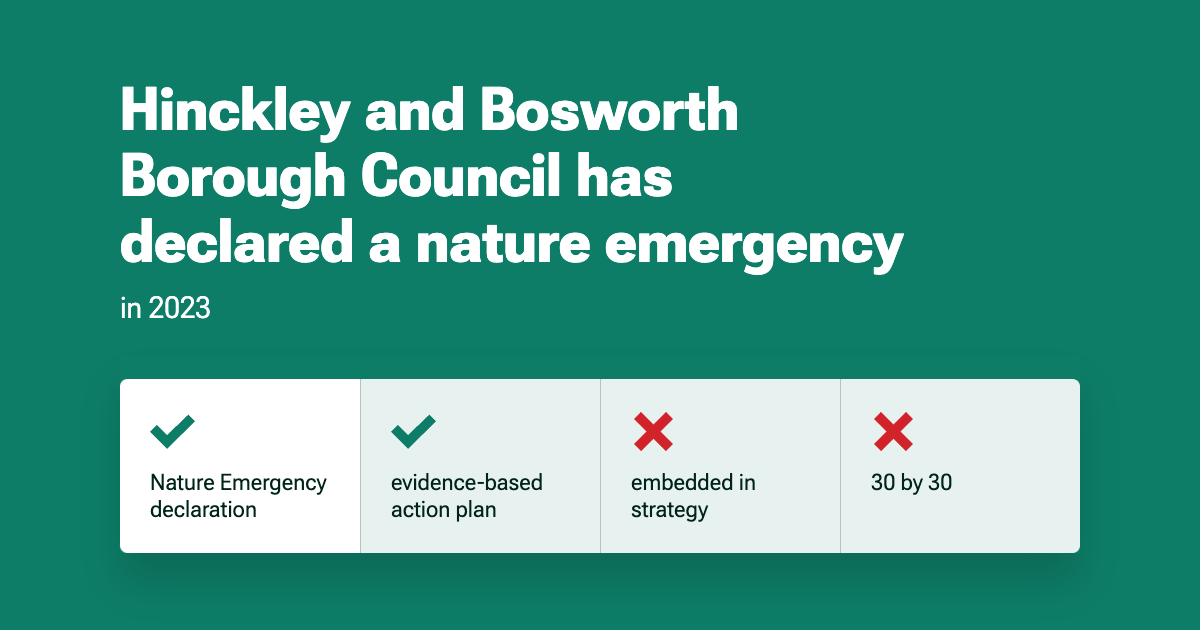 Hinckley and Bosworth
Borough Council has
declared a nature emergency
in 2023
Nature Emergency
declaration
evidence-based
action plan
embedded in
strategy
30 by 30